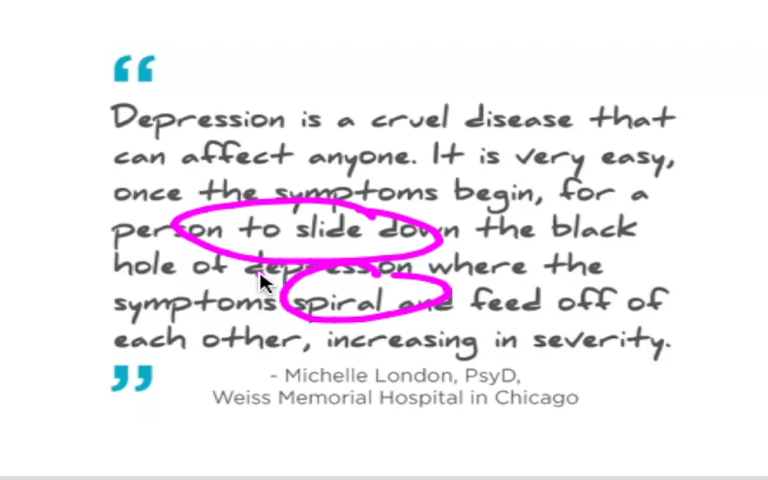 “
Depression is a cruel disease that
can affect anyone. It is very easy,
once the symptoms begin, for a
person to slide down the black
hole of depression where the
symptoms spiral and feed off of
each other, increasing in severity.
”
- Michelle London, PsyD,
Weiss Memorial Hospital in Chicago